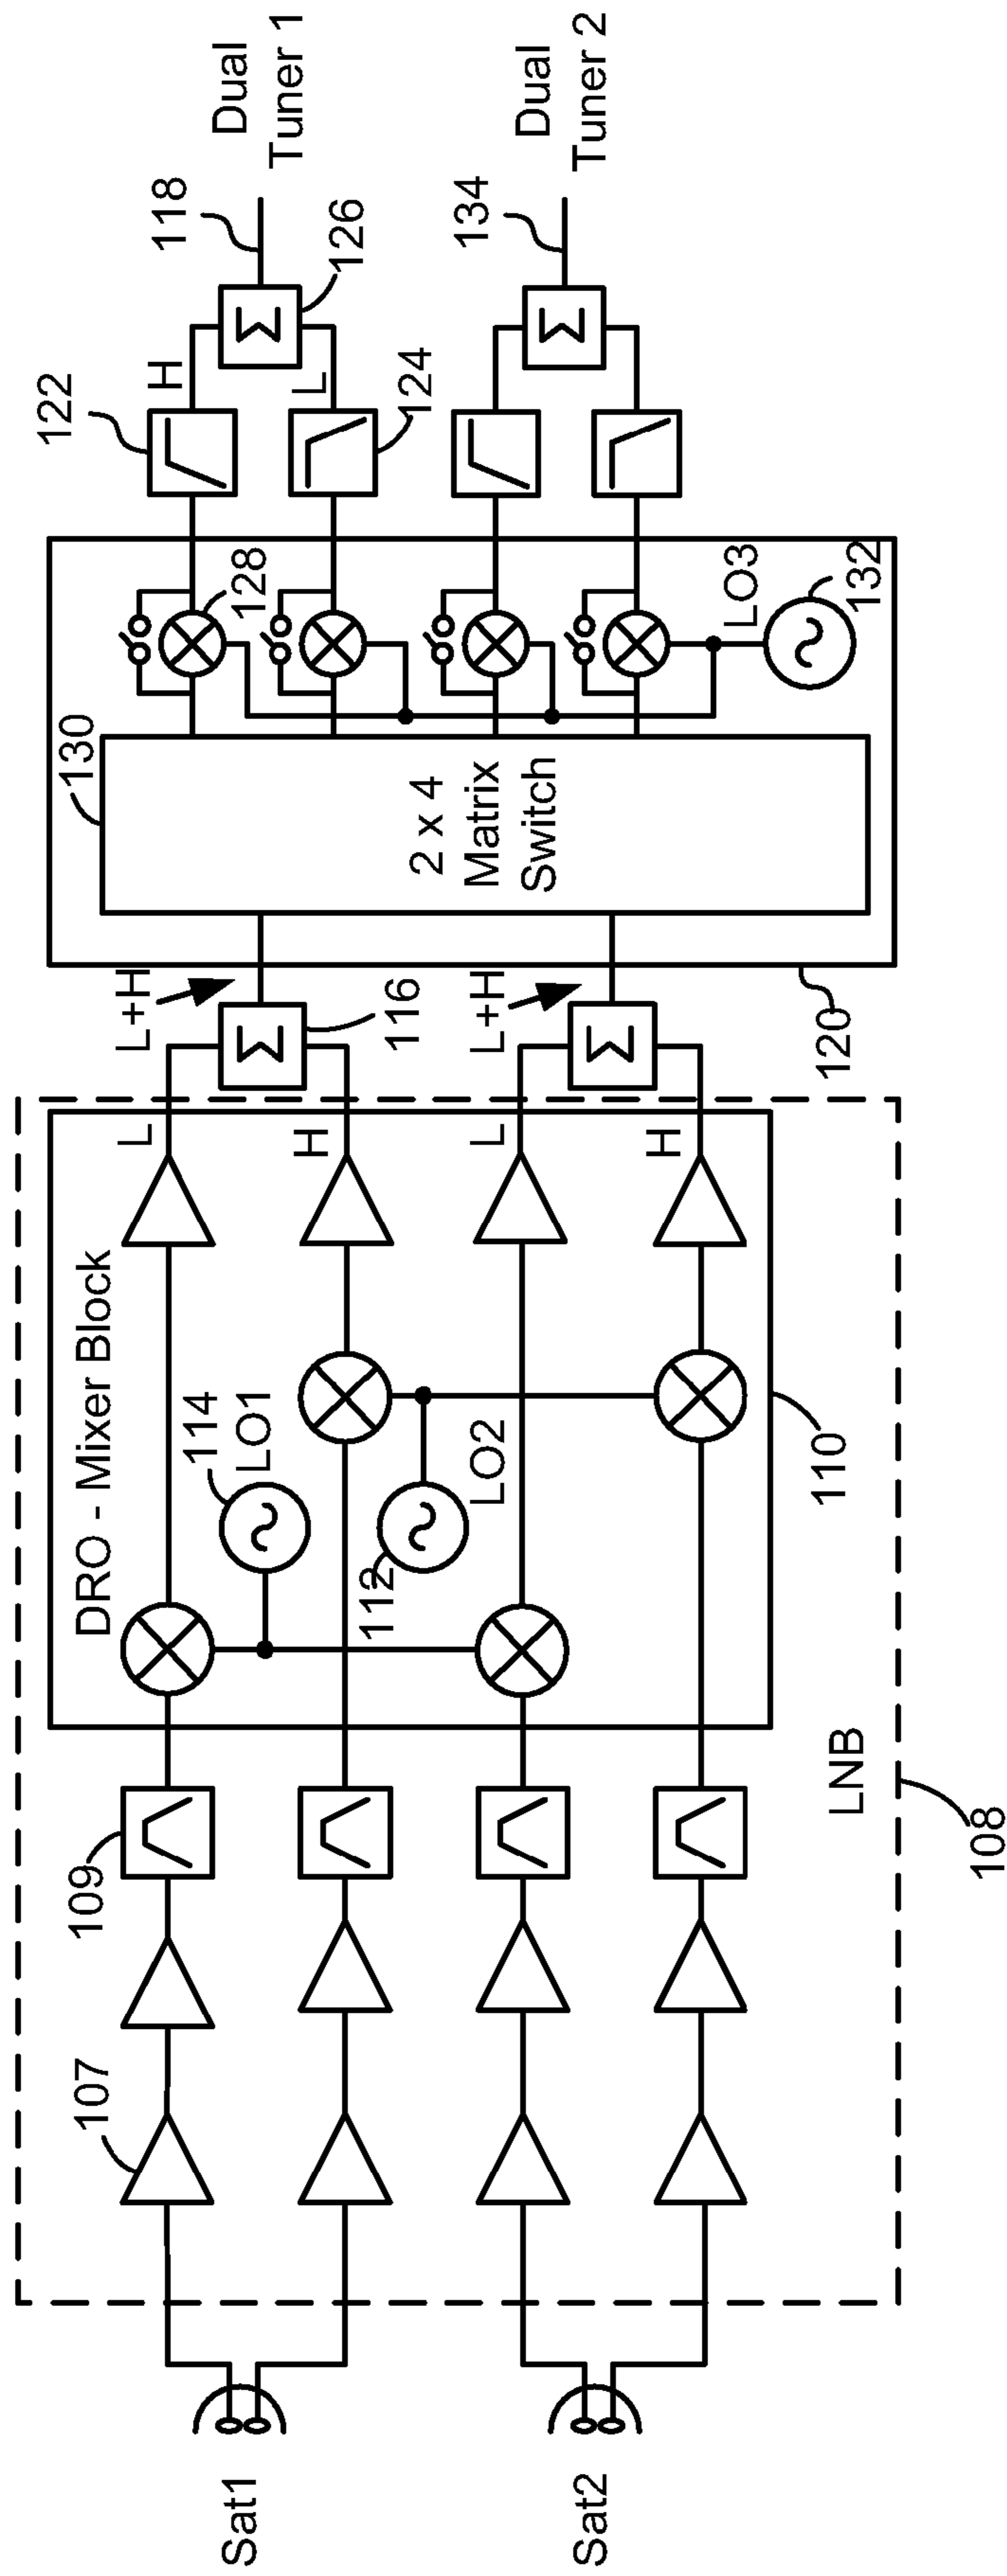 Sat1
Sat2
107
109
108
LNB
DRO - Mixer Block
114
LO1
112
LO2
110
L
H
L
H
L+H
116
L+H
120
130
2 x 4
Matrix
Switch
128
LO3
132
122
H
L
124
118
126
134
Dual
Tuner 1
Dual
Tuner 2
Σ
Σ
Σ
Σ